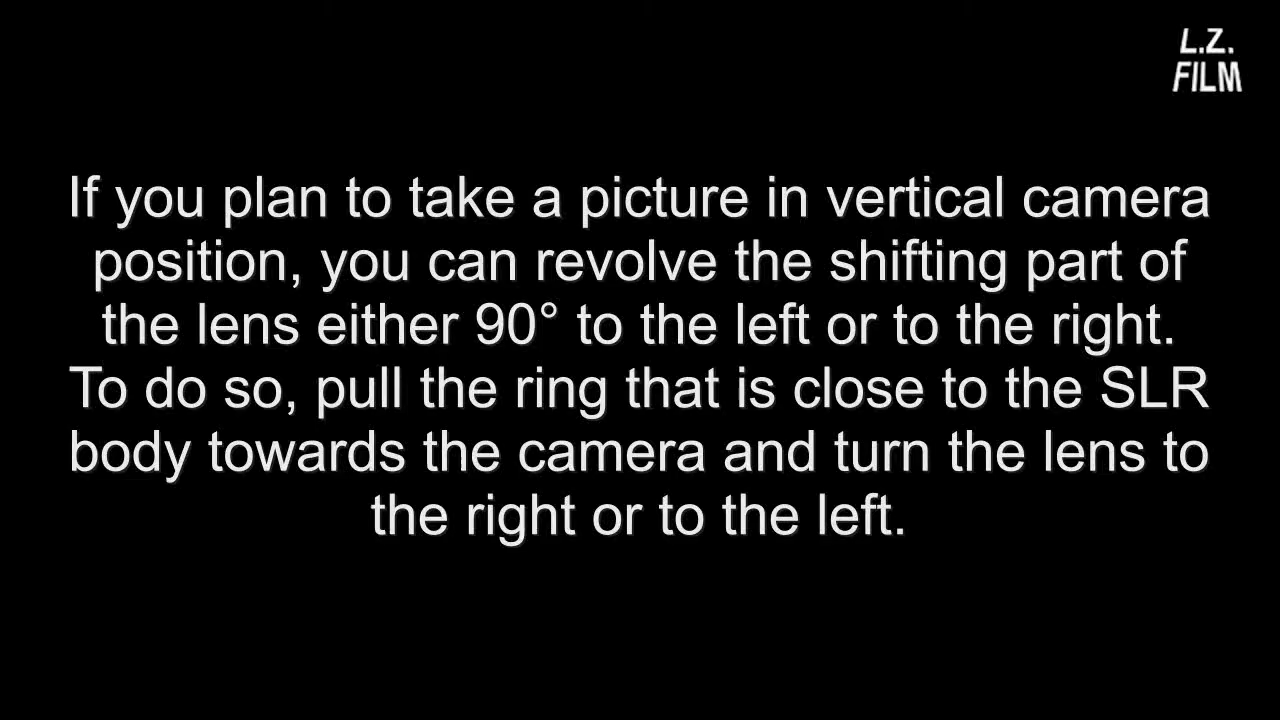 L.Z.
FILM
If you plan to take a picture in vertical camera
position, you can revolve the shifting part of
the lens either 90° to the left or to the right.
To do so, pull the ring that is close to the SLR
body towards the camera and turn the lens to
the right or to the left.